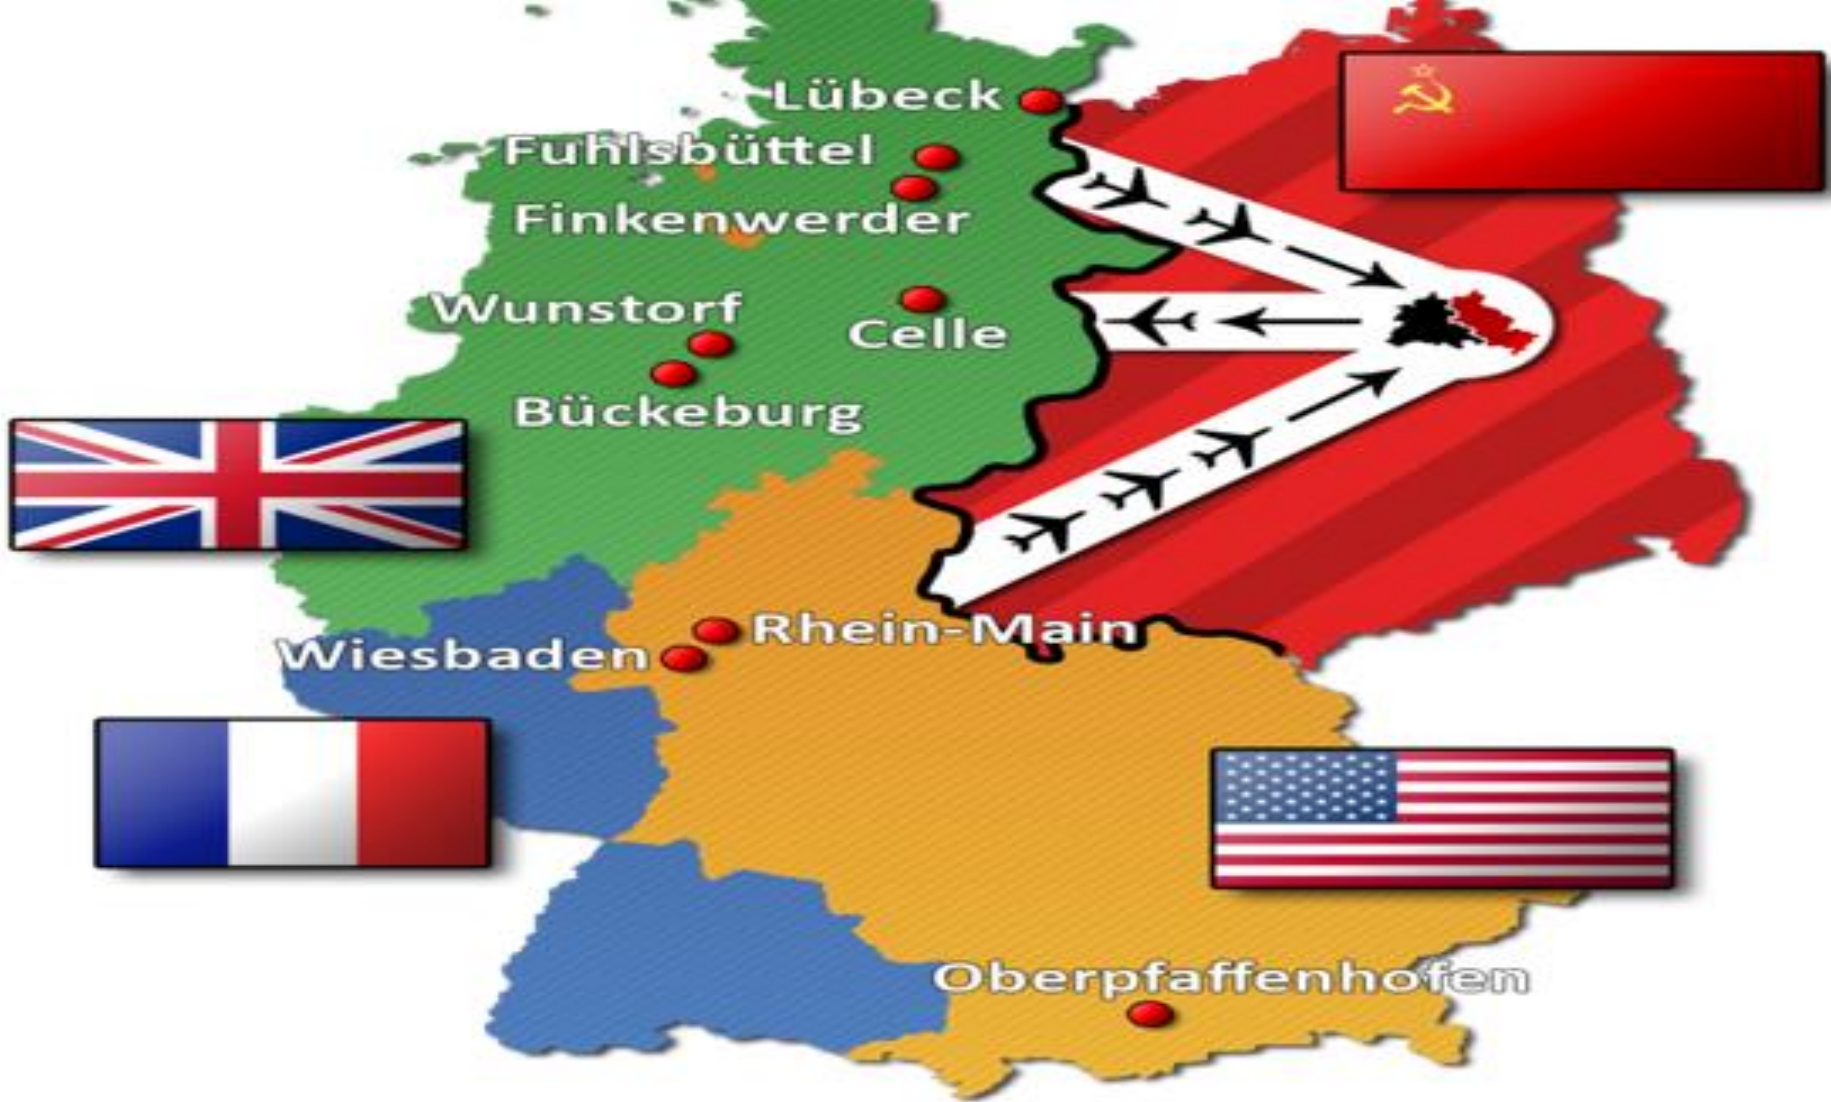 Lübeck
Fuhlsbüttel
Finkenwerder
Wunstorf
Celle
Bückeburg
Rhein-Main
Wiesbaden
Oberpfaffenhofen